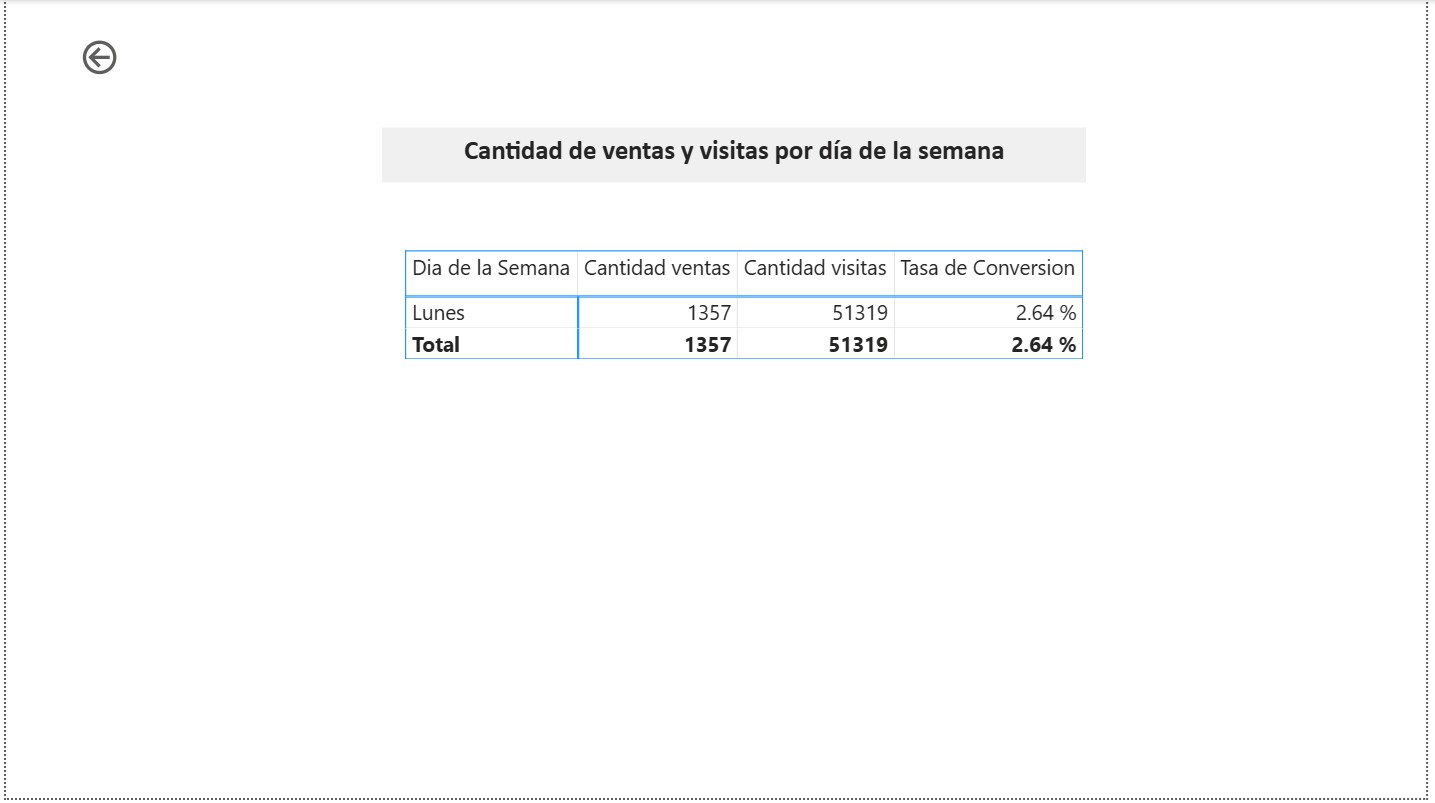 Cantidad de ventas y visitas por día de la semana
Dia de la Semana Cantidad ventas Cantidad visitas Tasa de Conversion
Lunes 1357 51319 2.64 %
Total 1357 51319 2.64 %